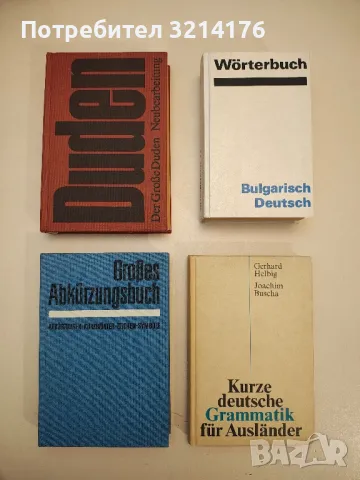 Потребител 3214176
Duden
Der Große Duden Neubearbeitung
Wörterbuch
Bulgarisch
Deutsch
Großes
Abkürzungsbuch
Gerhard
Helbig
Joachim
Buscha
Kurze
deutsche
Grammatik
für Ausländer
BAZAR